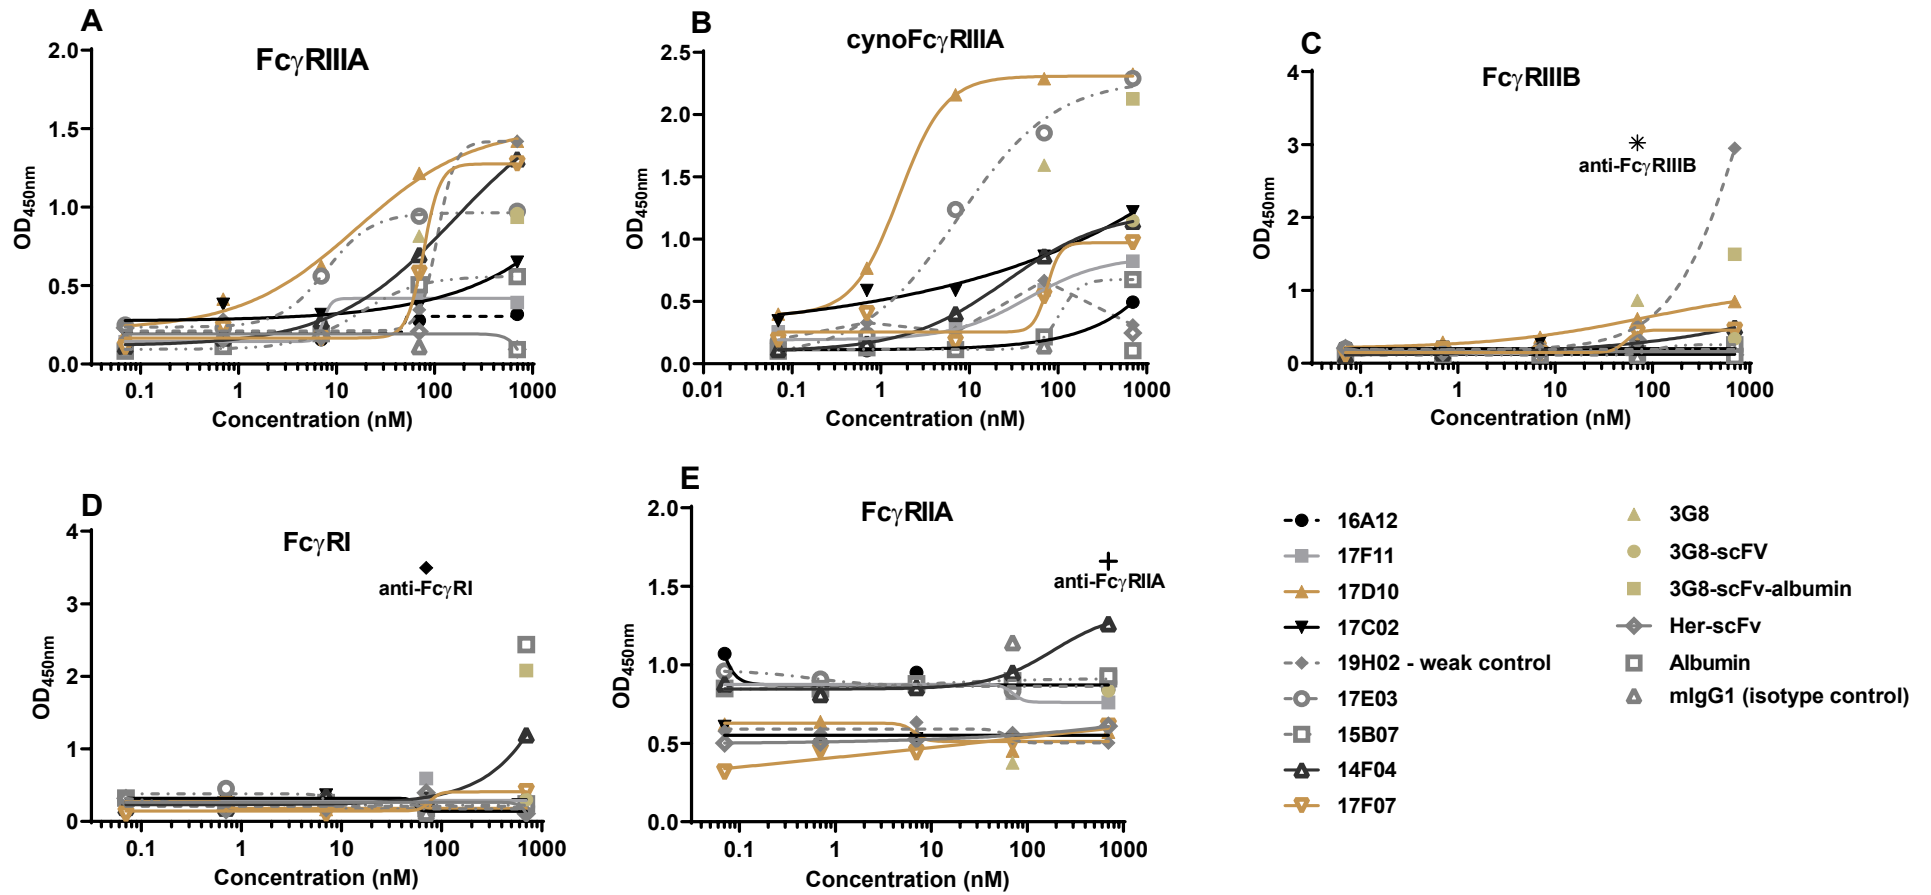 A
FcγRIIIA
2.0
1.5
1.0
0.5
0.0
OD450nm
0.1 1 10 100 1000
Concentration (nM)
B
cynoFcγRIIIA
2.5
2.0
1.5
1.0
0.5
0.0
OD450nm
0.01 0.1 1 10 100 1000
Concentration (nM)
C
FcγRIIIB
4
3
2
1
0
OD450nm
anti-FcγRIIIB
0.1 1 10 100 1000
Concentration (nM)
D
FcγRI
4
3
2
1
0
OD450nm
anti-FcγRI
0.1 1 10 100 1000
Concentration (nM)
E
FcγRIIA
2.0
1.5
1.0
0.5
0.0
OD450nm
anti-FcγRIIA
0.1 1 10 100 1000
Concentration (nM)
16A12
17F11
17D10
17C02
19H02 - weak control
17E03
15B07
14F04
17F07
3G8
3G8-scFV
3G8-scFv-albumin
Her-scFv
Albumin
mIgG1 (isotype control)